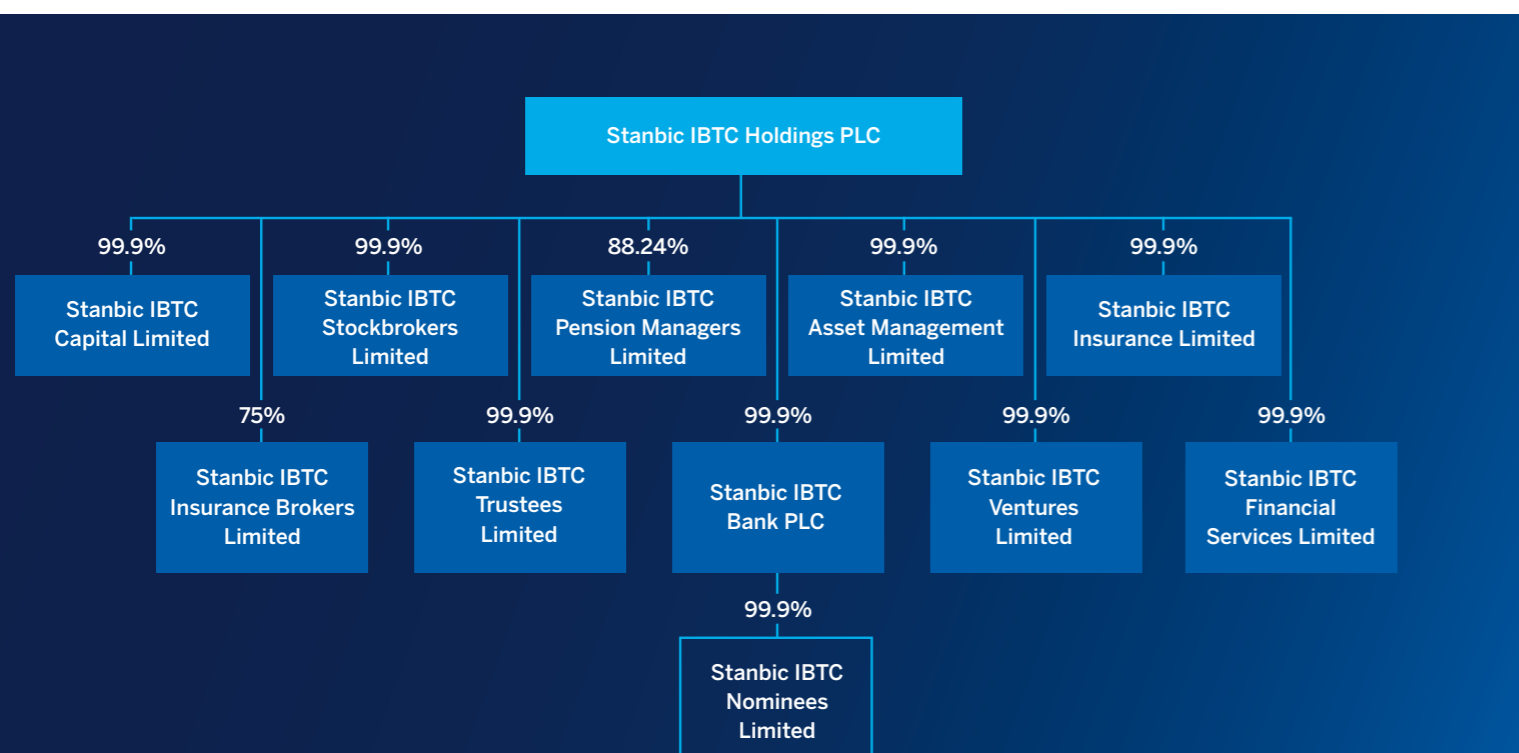 Stanbic IBTC Holdings PLC
99.9%
99.9%
88.24%
99.9%
99.9%
Stanbic IBTC
Capital Limited
Stanbic IBTC
Stockbrokers
Limited
Stanbic IBTC
Pension Managers
Limited
Stanbic IBTC
Asset Management
Limited
Stanbic IBTC
Insurance Limited
75%
99.9%
99.9%
99.9%
99.9%
Stanbic IBTC
Insurance Brokers
Limited
Stanbic IBTC
Trustees
Limited
Stanbic IBTC
Bank PLC
Stanbic IBTC
Ventures
Limited
Stanbic IBTC
Financial
Services Limited
99.9%
Stanbic IBTC
Nominees
Limited